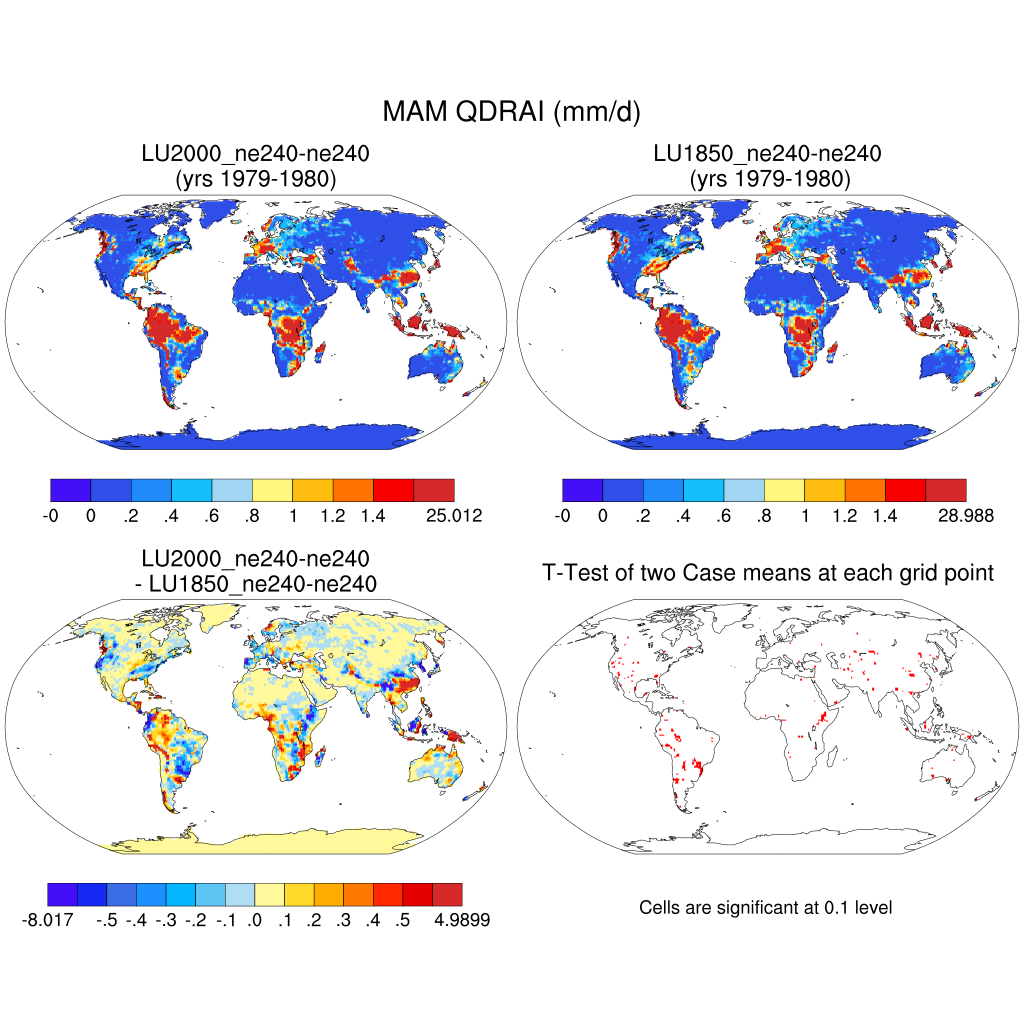 MAM QDRAI (mm/d)
LU2000_ne240-ne240
(yrs 1979-1980)
LU1850_ne240-ne240
(yrs 1979-1980)
-0 0 .2 .4 .6 .8 1 1.2 1.4 25.012
-0 0 .2 .4 .6 .8 1 1.2 1.4 28.988
LU2000_ne240-ne240
- LU1850_ne240-ne240
T-Test of two Case means at each grid point
-8.017 -.5 -.4 -.3 -.2 -.1 .0 .1 .2 .3 .4 .5 4.9899
Cells are significant at 0.1 level